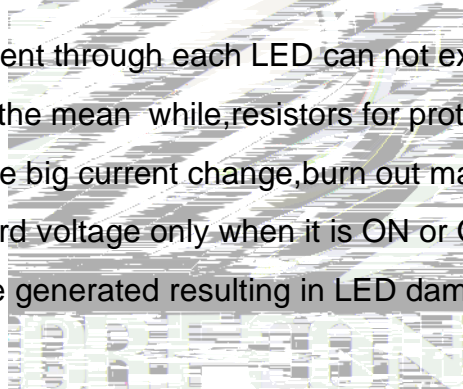 ent through each LED can not ex
the mean while,resistors for prot
e big current change,burn out ma
rd voltage only when it is ON or
e generated resulting in LED dam